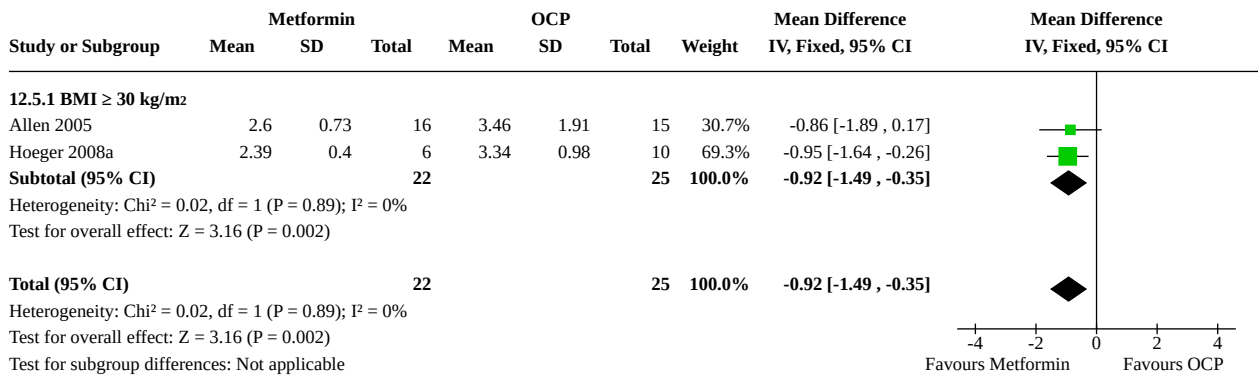 Metformin OCP Mean Difference Mean Difference
Study or Subgroup Mean SD Total Mean SD Total Weight IV, Fixed, 95% CI IV, Fixed, 95% CI
12.5.1 BMI ≥ 30 kg/m2
Allen 2005 2.6 0.73 16 3.46 1.91 15 30.7% -0.86 [-1.89 , 0.17]
Hoeger 2008a 2.39 0.4 6 3.34 0.98 10 69.3% -0.95 [-1.64 , -0.26]
Subtotal (95% CI) 22 25 100.0% -0.92 [-1.49 , -0.35]
Heterogeneity: Chi² = 0.02, df = 1 (P = 0.89); I² = 0%
Test for overall effect: Z = 3.16 (P = 0.002)
Total (95% CI) 22 25 100.0% -0.92 [-1.49 , -0.35]
Heterogeneity: Chi² = 0.02, df = 1 (P = 0.89); I² = 0%
Test for overall effect: Z = 3.16 (P = 0.002)
-4 -2 0 2 4
Test for subgroup differences: Not applicable Favours Metformin Favours OCP